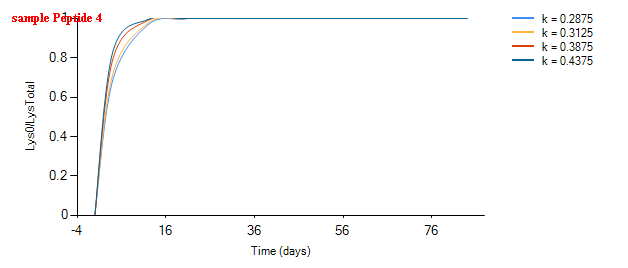 sample Peptide 4
1
0.8
0.6
0.4
0.2
0
-4
16
36
56
76
Lys0/LysTotal
Time (days)
k = 0.2875
k = 0.3125
k = 0.3875
k = 0.4375